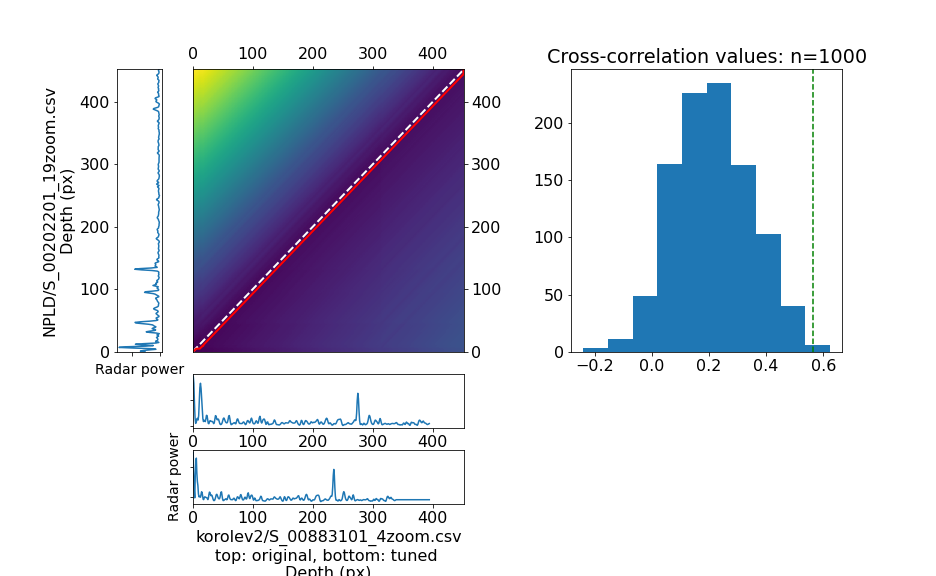 0 100 200 300 400
Cross-correlation values: n=1000
NPLD/S_00202201_19zoom.csv
Depth (px)
400
300
200
100
0
400
300
200
100
0
200
150
100
50
0
−0.2 0.0 0.2 0.4 0.6
Radar power
0 100 200 300 400
Radar power
0 100 200 300 400
korolev2/S_00883101_4zoom.csv
top: original, bottom: tuned
Depth (px)